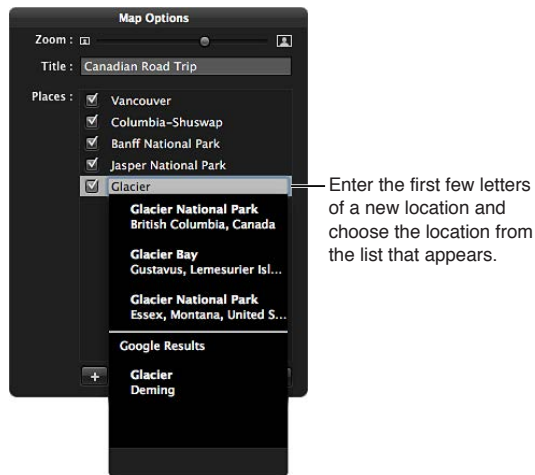 Map Options
Zoom :
Title : Canadian Road Trip
Places :
Vancouver
Columbia-Shuswap
Banff National Park
Jasper National Park
Glacier
Glacier National Park
British Columbia, Canada
Glacier Bay
Gustavus, Lemesurier Isl...
Glacier National Park
Essex, Montana, United S...
Google Results
Glacier
Deming
+
Enter the first few letters
of a new location and
choose the location from
the list that appears.